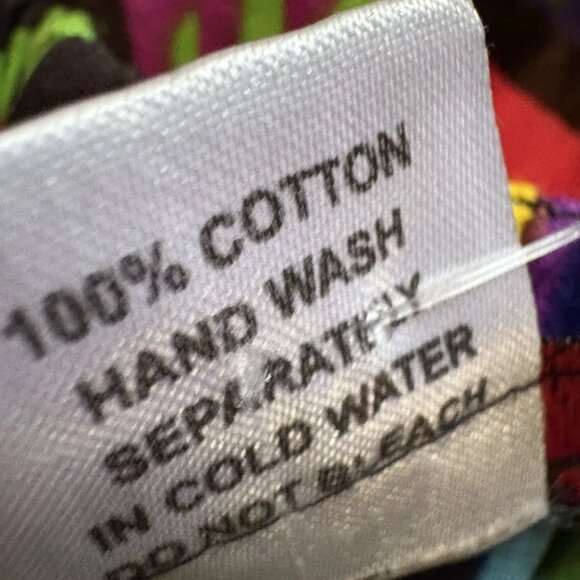 100% COTTON
HAND WASH
SEPARATELY
IN COLD WATER
DO NOT BLEACH